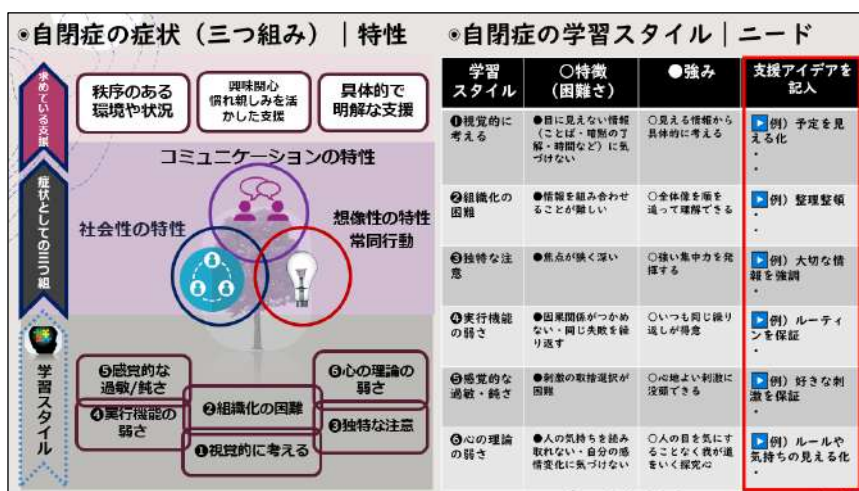 ◉自閉症の症状（三つ組み）｜特性
求めている支援
秩序のある
環境や状況
興味関心
慣れ親しみを活
かした支援
具体的で
明解な支援
症状としての三つ組
コミュニケーションの特性
社会性の特性
想像性の特性
常同行動
学習スタイル
❺感覚的な
過敏/鈍さ
❻心の理論の
弱さ
❹実行機能の
弱さ
❷組織化の困難
❸独特な注意
❶視覚的に考える
◉自閉症の学習スタイル｜ニード
学習
スタイル
○特徴
（困難さ）
●強み
支援アイデアを
記入
❶視覚的に
考える
●目に見えない情報
（ことば・暗黙の了
解・時間など）に気
づけない
○見える情報から
具体的に考える
▶例）予定を見
える化
・
・
❷組織化の
困難
●情報を組み合わせ
ることが難しい
○全体像を順を
追って理解できる
▶例）整理整頓
・
・
❸独特な注
意
●焦点が狭く深い
○強い集中力を発
揮する
▶例）大切な情
報を強調
・
❹実行機能
の弱さ
●因果関係がつかめ
ない・同じ失敗を繰
り返す
○いつも同じ繰り
返しが得意
▶例）ルーティ
ンを保証
・
❺感覚的な
過敏・鈍さ
●刺激の取捨選択が
困難
○心地よい刺激に
没頭できる
▶例）好きな刺
激を保証
・
❻心の理論
の弱さ
●人の気持ちを読み
取れない・自分の感
情変化に気づけない
○人の目を気にす
ることなく我が道
をいく探究心
▶例）ルールや
気持ちの見える化
・